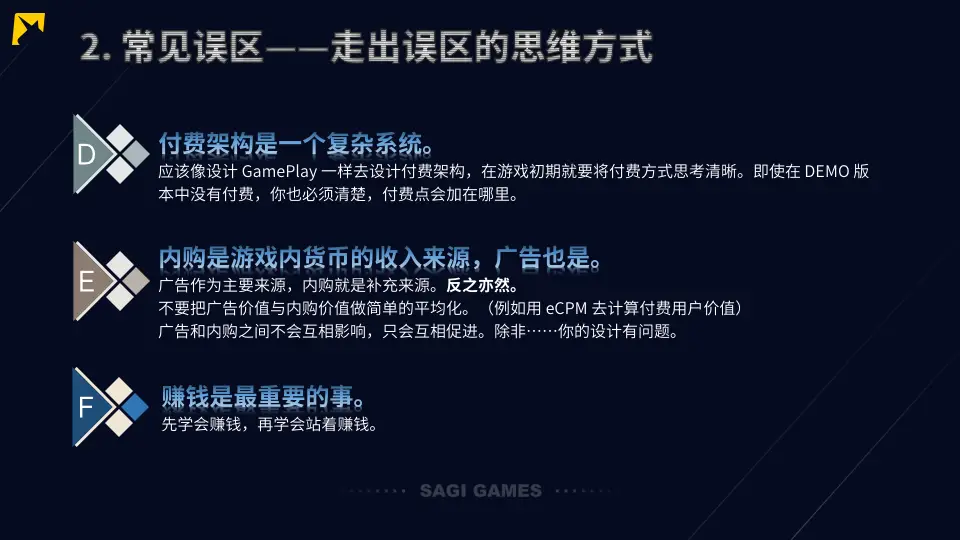 2. 常见误区——走出误区的思维方式
D
付费架构是一个复杂系统。
应该像设计 GamePlay 一样去设计付费架构，在游戏初期就要将付费方式思考清晰。即使在 DEMO 版
本中没有付费，你也必须清楚，付费点会加在哪里。
E
内购是游戏内货币的收入来源，广告也是。
广告作为主要来源，内购就是补充来源。反之亦然。
不要把广告价值与内购价值做简单的平均化。（例如用 eCPM 去计算付费用户价值）
广告和内购之间不会互相影响，只会互相促进。除非……你的设计有问题。
F
赚钱是最重要的事。
先学会赚钱，再学会站着赚钱。
SAGI GAMES